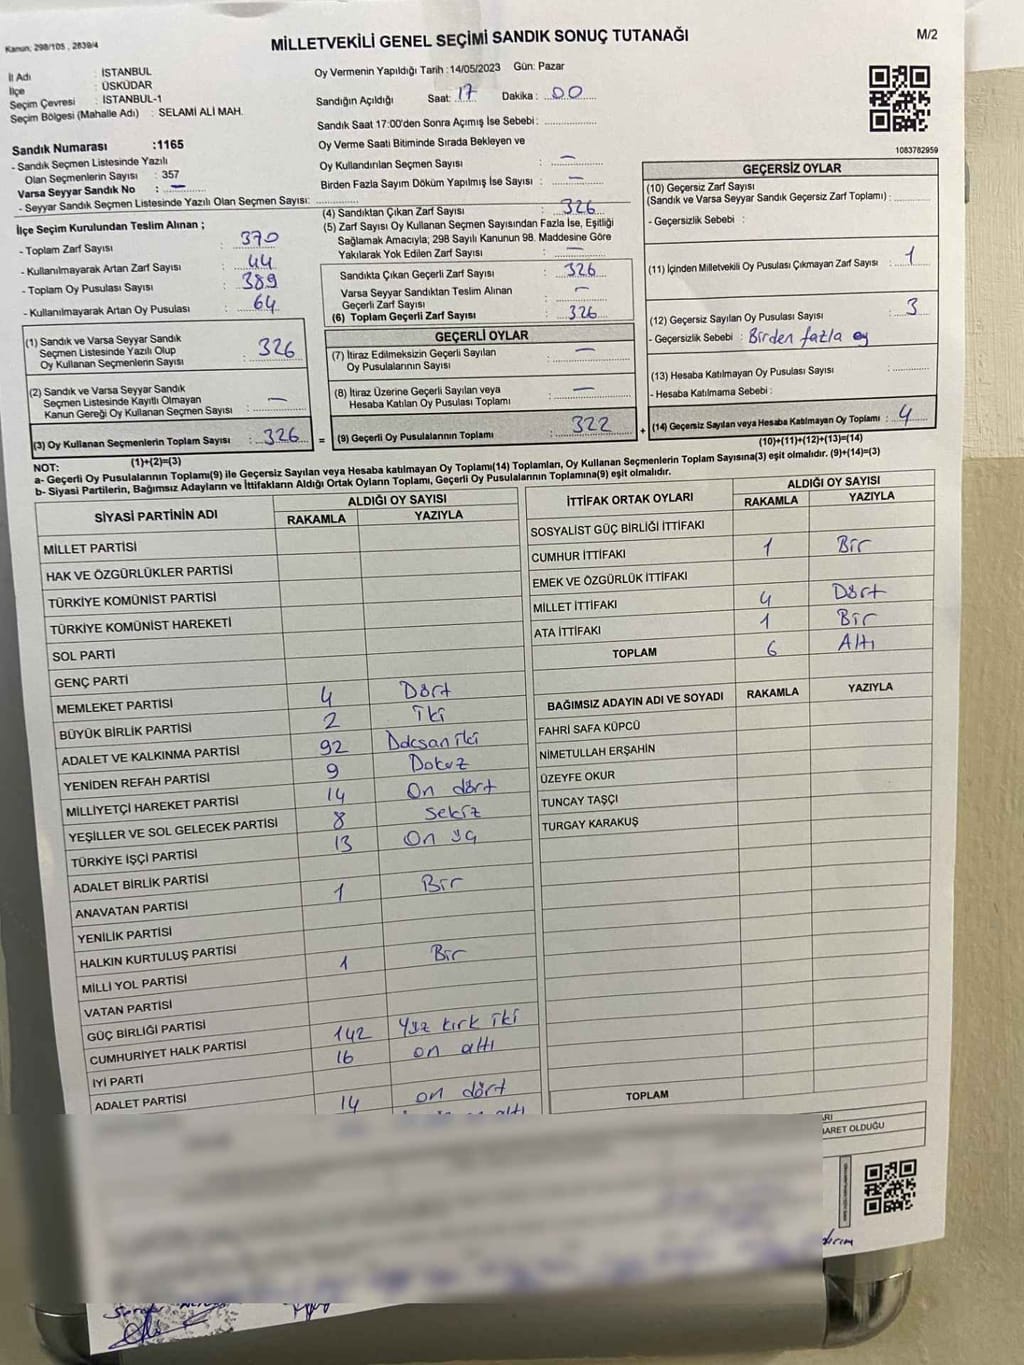 Kanun; 298/105 , 2839/4
MİLLETVEKİLİ GENEL SEÇİMİ SANDIK SONUÇ TUTANAĞI
M/2
İl Adı : İSTANBUL
İlçe : ÜSKÜDAR
Seçim Çevresi : İSTANBUL-1
Seçim Bölgesi (Mahalle Adı) : SELAMİ ALİ MAH.
Sandık Numarası :1165
- Sandık Seçmen Listesinde Yazılı
Olan Seçmenlerin Sayısı : 357
Varsa Seyyar Sandık No : —
- Seyyar Sandık Seçmen Listesinde Yazılı Olan Seçmen Sayısı:
Oy Vermenin Yapıldığı Tarih :14/05/2023 Gün: Pazar
Sandığın Açıldığı Saat: 17 Dakika : 00
Sandık Saat 17:00'den Sonra Açımış İse Sebebi :
Oy Verme Saati Bitiminde Sırada Bekleyen ve
Oy Kullandırılan Seçmen Sayısı : —
Birden Fazla Sayım Döküm Yapılmış İse Sayısı : —
1083782959
İlçe Seçim Kurulundan Teslim Alınan ;
- Toplam Zarf Sayısı : 370
- Kullanılmayarak Artan Zarf Sayısı : 44
- Toplam Oy Pusulası Sayısı : 389
- Kullanılmayarak Artan Oy Pusulası : 64
(1) Sandık ve Varsa Seyyar Sandık
Seçmen Listesinde Yazılı Olup
Oy Kullanan Seçmenlerin Sayısı : 326
(2) Sandık ve Varsa Seyyar Sandık
Seçmen Listesinde Kayıtlı Olmayan
Kanun Gereği Oy Kullanan Seçmen Sayısı : —
(3) Oy Kullanan Seçmenlerin Toplam Sayısı : 326
(1)+(2)=(3)
(4) Sandıktan Çıkan Zarf Sayısı : 326
(5) Zarf Sayısı Oy Kullanan Seçmen Sayısından Fazla İse, Eşitliği
Sağlamak Amacıyla; 298 Sayılı Kanunun 98. Maddesine Göre
Yakılarak Yok Edilen Zarf Sayısı : —
Sandıkta Çıkan Geçerli Zarf Sayısı : 326
Varsa Seyyar Sandıktan Teslim Alınan
Geçerli Zarf Sayısı : —
(6) Toplam Geçerli Zarf Sayısı : 326
GEÇERLİ OYLAR
(7) İtiraz Edilmeksizin Geçerli Sayılan
Oy Pusulalarının Sayısı : —
(8) İtiraz Üzerine Geçerli Sayılan veya
Hesaba Katılan Oy Pusulası Toplamı : —
= (9) Geçerli Oy Pusulalarının Toplamı : 322
GEÇERSİZ OYLAR
(10) Geçersiz Zarf Sayısı
(Sandık ve Varsa Seyyar Sandık Geçersiz Zarf Toplamı) :
- Geçersizlik Sebebi :
(11) İçinden Milletvekili Oy Pusulası Çıkmayan Zarf Sayısı : 1
(12) Geçersiz Sayılan Oy Pusulası Sayısı : 3
- Geçersizlik Sebebi : Birden fazla oy
(13) Hesaba Katılmayan Oy Pusulası Sayısı :
- Hesaba Katılmama Sebebi :
+ (14) Geçersiz Sayılan veya Hesaba Katılmayan Oy Toplamı : 4
(10)+(11)+(12)+(13)=(14)
NOT:
a- Geçerli Oy Pusulalarının Toplamı(9) ile Geçersiz Sayılan veya Hesaba katılmayan Oy Toplamı(14) Toplamları, Oy Kullanan Seçmenlerin Toplam Sayısına(3) eşit olmalıdır. (9)+(14)=(3)
b- Siyasi Partilerin, Bağımsız Adayların ve İttifakların Aldığı Ortak Oyların Toplamı, Geçerli Oy Pusulalarının Toplamına(9) eşit olmalıdır.
SİYASİ PARTİNİN ADI
ALDIĞI OY SAYISI
RAKAMLA YAZIYLA
MİLLET PARTİSİ
HAK VE ÖZGÜRLÜKLER PARTİSİ
TÜRKİYE KOMÜNİST PARTİSİ
TÜRKİYE KOMÜNİST HAREKETİ
SOL PARTİ
GENÇ PARTİ
MEMLEKET PARTİSİ 4 Dört
BÜYÜK BİRLİK PARTİSİ 2 İki
ADALET VE KALKINMA PARTİSİ 92 Doksan iki
YENİDEN REFAH PARTİSİ 9 Dokuz
MİLLİYETÇİ HAREKET PARTİSİ 14 On dört
YEŞİLLER VE SOL GELECEK PARTİSİ 8 Sekiz
TÜRKİYE İŞÇİ PARTİSİ 13 On üç
ADALET BİRLİK PARTİSİ
ANAVATAN PARTİSİ 1 Bir
YENİLİK PARTİSİ
HALKIN KURTULUŞ PARTİSİ
MİLLİ YOL PARTİSİ 1 Bir
VATAN PARTİSİ
GÜÇ BİRLİĞİ PARTİSİ
CUMHURİYET HALK PARTİSİ 142 Yüz kırk iki
İYİ PARTİ 16 on altı
ADALET PARTİSİ
14 on dört
İTTİFAK ORTAK OYLARI
ALDIĞI OY SAYISI
RAKAMLA YAZIYLA
SOSYALİST GÜÇ BİRLİĞİ İTTİFAKI
CUMHUR İTTİFAKI 1 Bir
EMEK VE ÖZGÜRLÜK İTTİFAKI
MİLLET İTTİFAKI 4 Dört
ATA İTTİFAKI 1 Bir
TOPLAM 6 Altı
BAĞIMSIZ ADAYIN ADI VE SOYADI RAKAMLA YAZIYLA
FAHRİ SAFA KÜPCÜ
NİMETULLAH ERŞAHİN
ÜZEYFE OKUR
TUNCAY TAŞÇI
TURGAY KARAKUŞ
TOPLAM